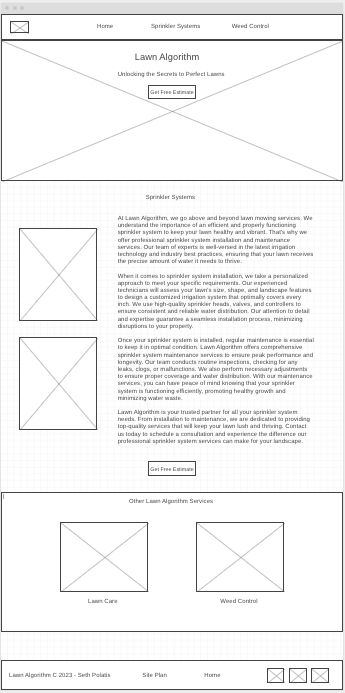 Home Sprinkler Systems Weed Control
Lawn Algorithm
Unlocking the Secrets to Perfect Lawns
Get Free Estimate
Sprinkler Systems
At Lawn Algorithm, we go above and beyond lawn mowing services. We
understand the importance of an efficient and properly functioning
sprinkler system to keep your lawn healthy and vibrant. That's why we
offer professional sprinkler system installation and maintenance
services. Our team of experts is well-versed in the latest irrigation
technology and industry best practices, ensuring that your lawn receives
the precise amount of water it needs to thrive.
When it comes to sprinkler system installation, we take a personalized
approach to meet your specific requirements. Our experienced
technicians will assess your lawn's size, shape, and landscape features
to design a customized irrigation system that optimally covers every
inch. We use high-quality sprinkler heads, valves, and controllers to
ensure consistent and reliable water distribution. Our attention to detail
and expertise guarantee a seamless installation process, minimizing
disruptions to your property.
Once your sprinkler system is installed, regular maintenance is essential
to keep it in optimal condition. Lawn Algorithm offers comprehensive
sprinkler system maintenance services to ensure peak performance and
longevity. Our team conducts routine inspections, checking for any
leaks, clogs, or malfunctions. We also perform necessary adjustments
to ensure proper coverage and water distribution. With our maintenance
services, you can have peace of mind knowing that your sprinkler
system is functioning efficiently, promoting healthy growth and
minimizing water waste.
Lawn Algorithm is your trusted partner for all your sprinkler system
needs. From installation to maintenance, we are dedicated to providing
top-quality services that will keep your lawn lush and thriving. Contact
us today to schedule a consultation and experience the difference our
professional sprinkler system services can make for your landscape.
Get Free Estimate
Other Lawn Algorithm Services
Lawn Care Weed Control
Lawn Algorithm C 2023 - Seth Polatis Site Plan Home